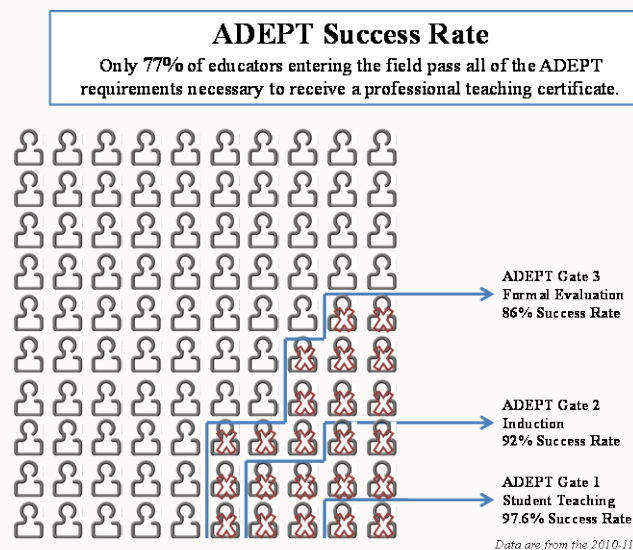 ADEPT Success Rate
Only 77% of educators entering the field pass all of the ADEPT
requirements necessary to receive a professional teaching certificate.
ADEPT Gate 3
Formal Evaluation
86% Success Rate
ADEPT Gate 2
Induction
92% Success Rate
ADEPT Gate 1
Student Teaching
97.6% Success Rate
Data are from the 2010-11